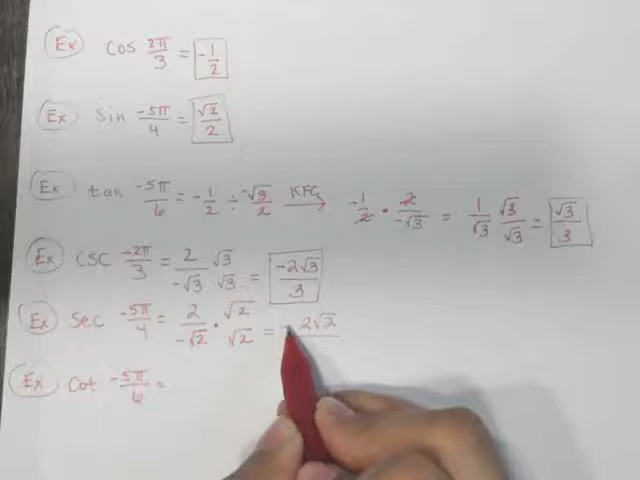 Ex cos 2π/3 = -1/2
Ex sin -5π/4 = √2/2
Ex tan -5π/6 = -1/2 ÷ -√3/2 KFC → -1/2 · 2/-√3 = 1/√3 √3/√3 = √3/3
Ex csc -2π/3 = 2/-√3 √3/√3 = -2√3/3
Ex sec -5π/4 = 2/-√2 · √2/√2 = -2√2
Ex cot -5π/6 =